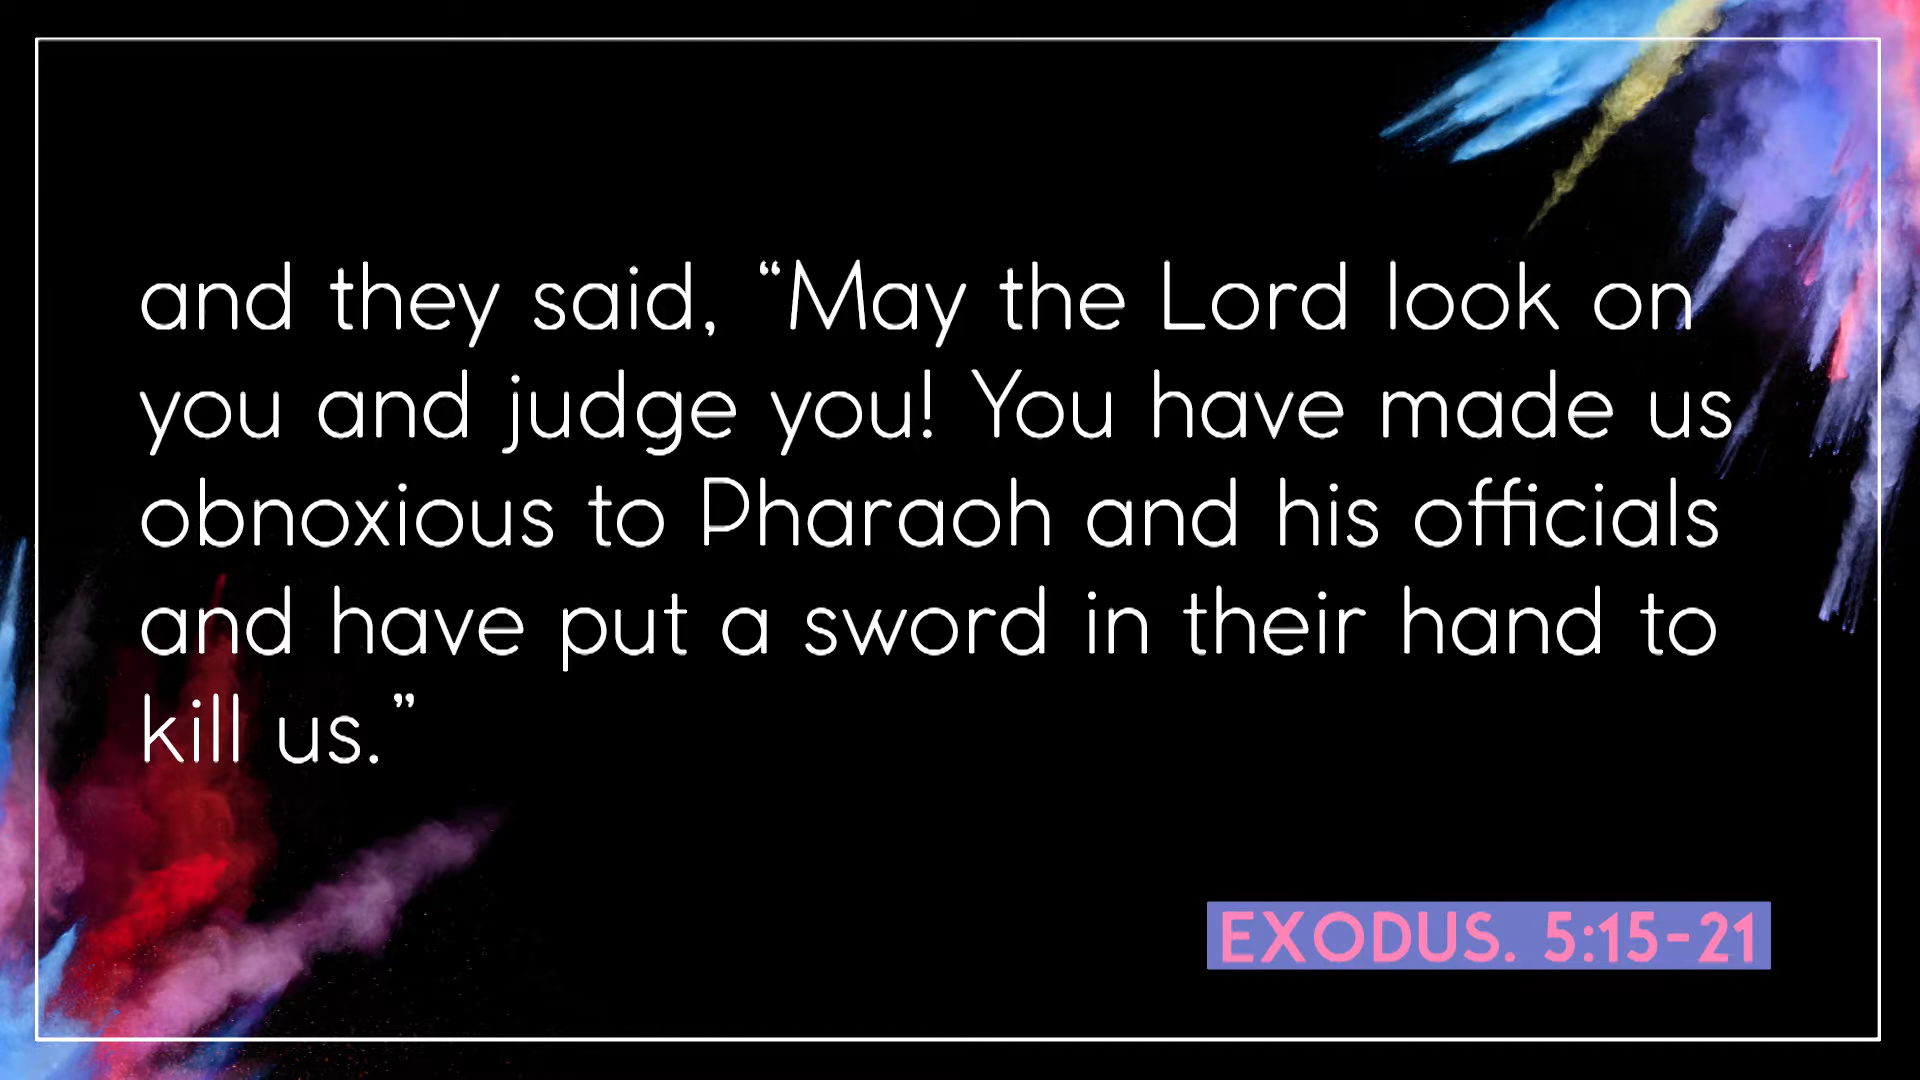 and they said, “May the Lord look on
you and judge you! You have made us
obnoxious to Pharaoh and his officials
and have put a sword in their hand to
kill us.”
EXODUS. 5:15-21